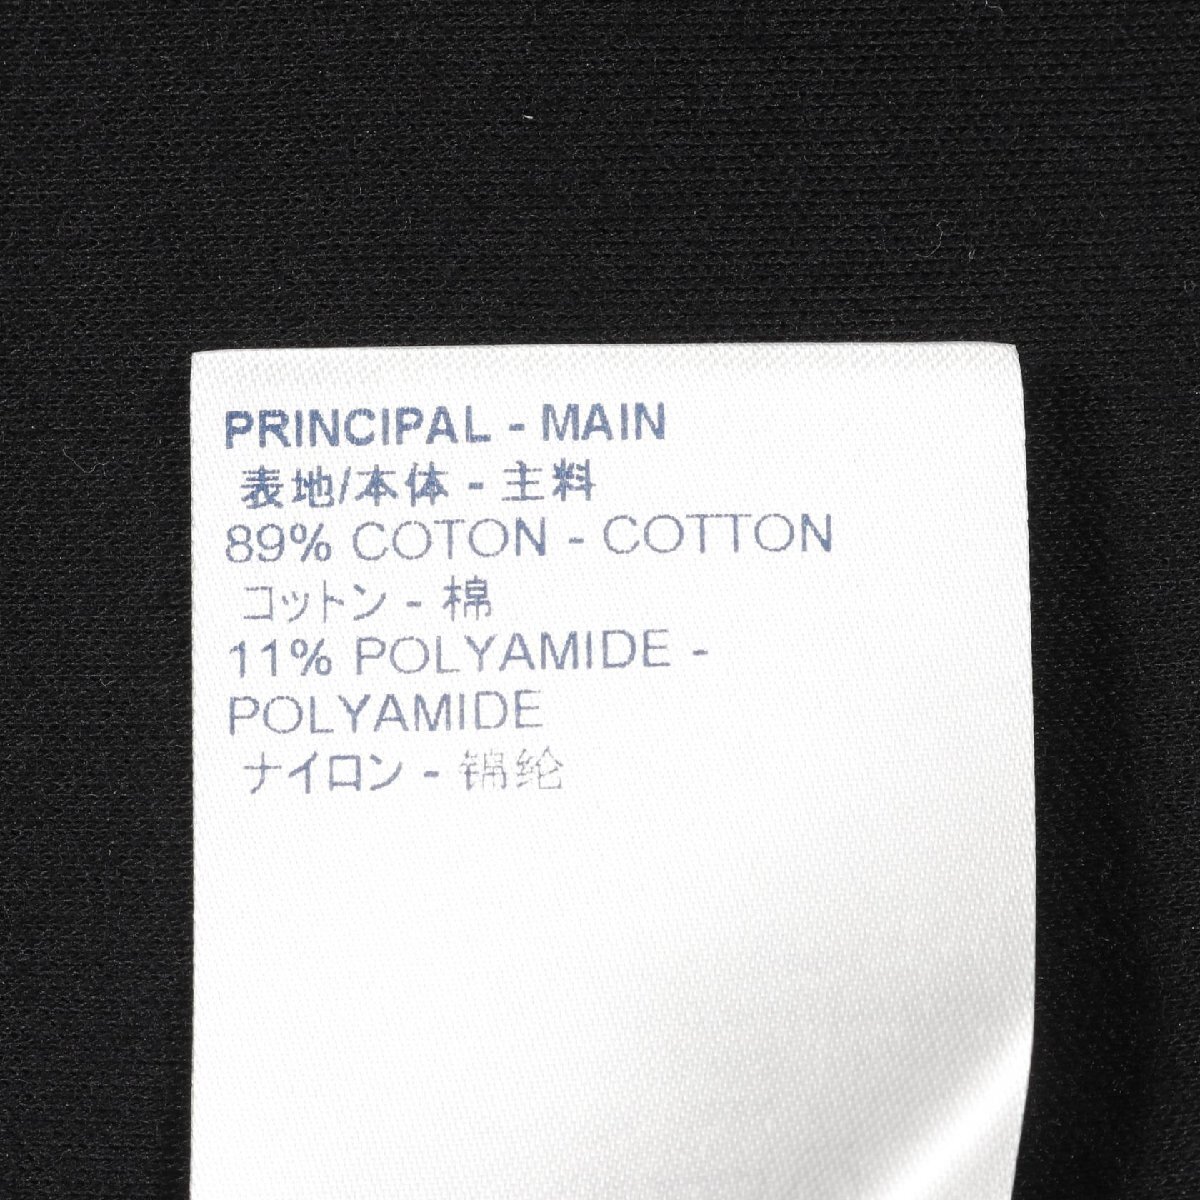 PRINCIPAL - MAIN
表地/本体 - 主料
89% COTON - COTTON
コットン - 棉
11% POLYAMIDE -
POLYAMIDE
ナイロン - 锦纶